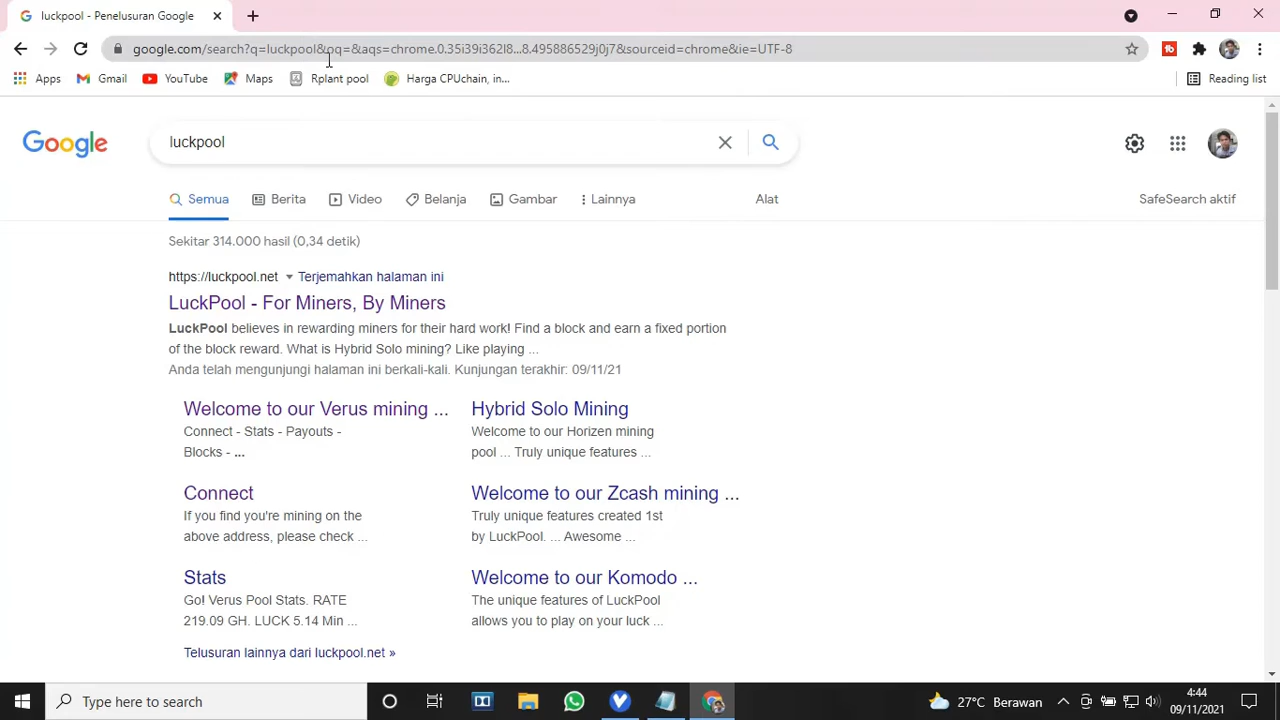 luckpool - Penelusuran Google
google.com/search?q=luckpool&oq=&aqs=chrome.0.35i39i362l8...8.495886529j0j7&sourceid=chrome&ie=UTF-8
Apps Gmail YouTube Maps Rplant pool Harga CPUchain, in... Reading list
Google luckpool
Semua Berita Video Belanja Gambar Lainnya Alat SafeSearch aktif
Sekitar 314.000 hasil (0,34 detik)
https://luckpool.net Terjemahkan halaman ini
LuckPool - For Miners, By Miners
LuckPool believes in rewarding miners for their hard work! Find a block and earn a fixed portion
of the block reward. What is Hybrid Solo mining? Like playing ...
Anda telah mengunjungi halaman ini berkali-kali. Kunjungan terakhir: 09/11/21
Welcome to our Verus mining ...
Connect - Stats - Payouts -
Blocks - ...
Hybrid Solo Mining
Welcome to our Horizen mining
pool ... Truly unique features ...
Connect
If you find you're mining on the
above address, please check ...
Welcome to our Zcash mining ...
Truly unique features created 1st
by LuckPool. ... Awesome ...
Stats
Go! Verus Pool Stats. RATE
219.09 GH. LUCK 5.14 Min ...
Welcome to our Komodo ...
The unique features of LuckPool
allows you to play on your luck ...
Telusuran lainnya dari luckpool.net »
Type here to search
27°C Berawan
4:44
09/11/2021